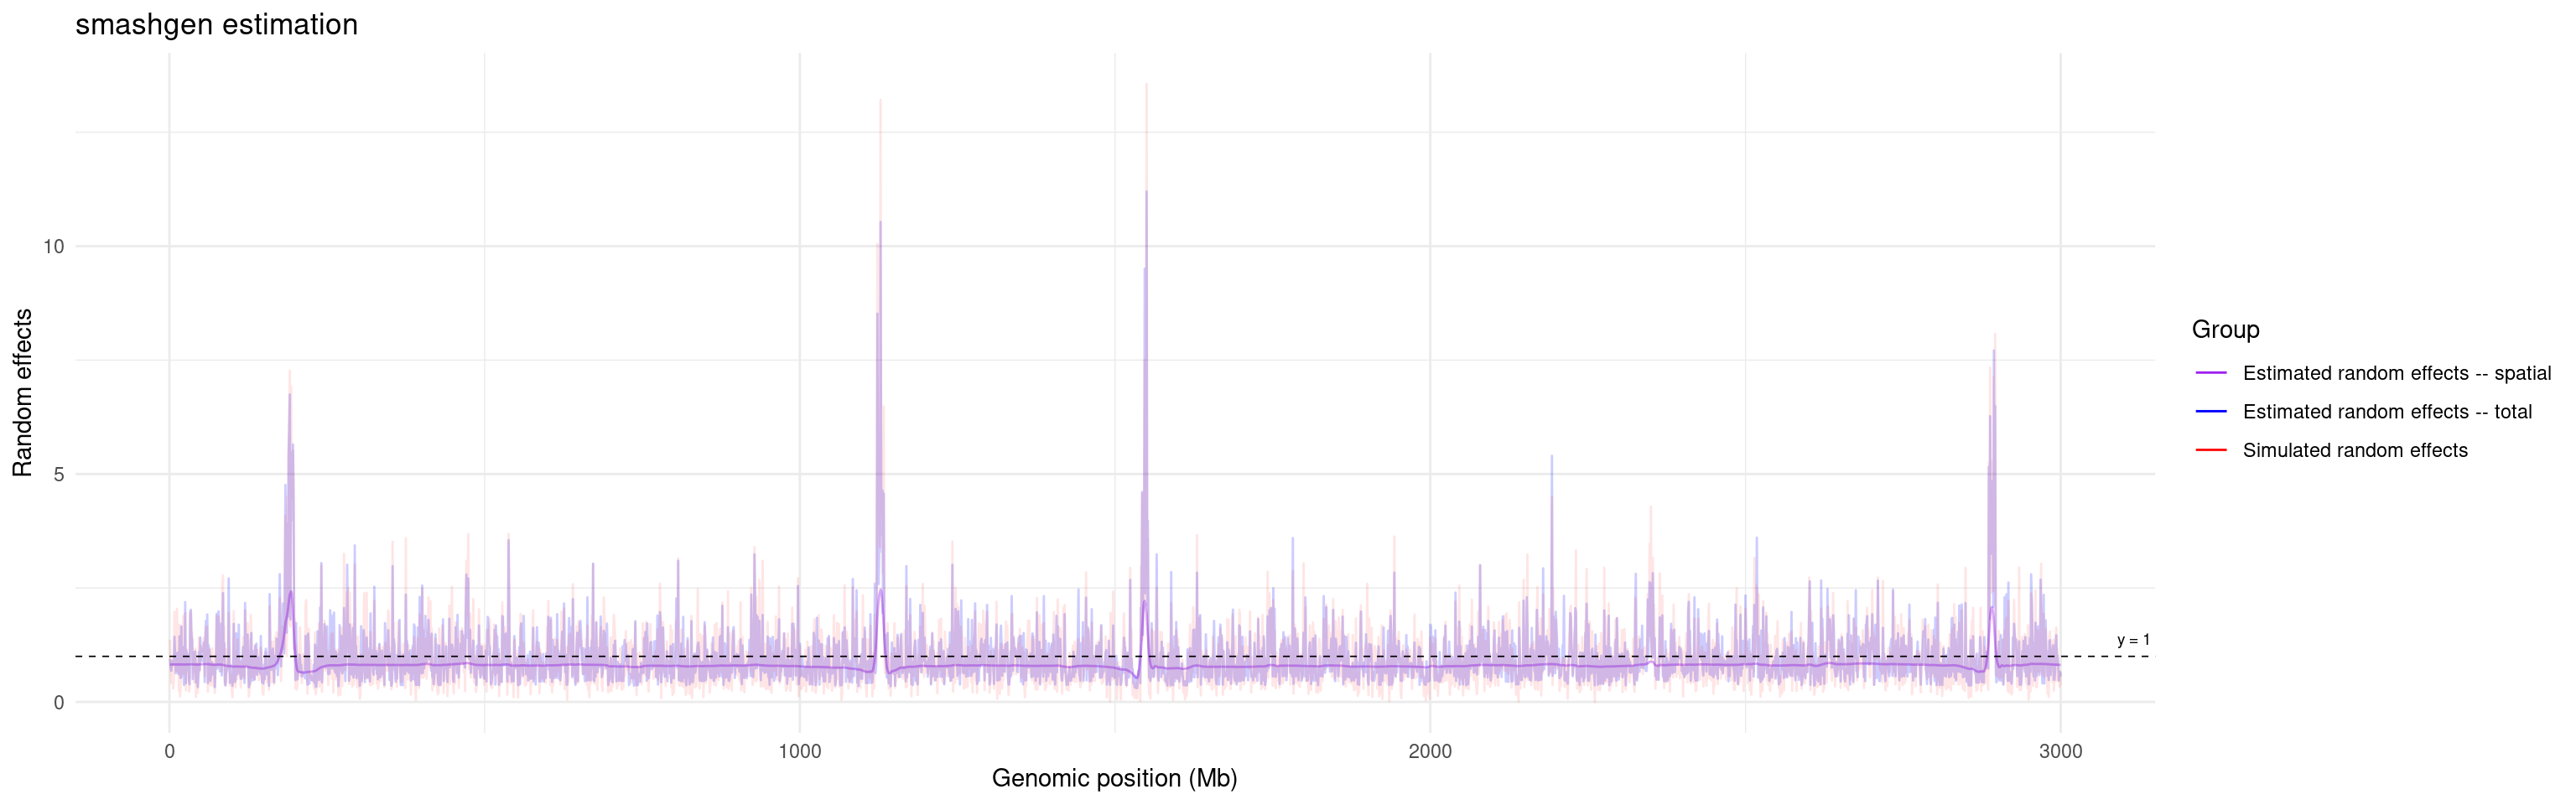 smashgen estimation
Random effects
10
5
0
y = 1
0
1000
2000
3000
Genomic position (Mb)
Group
Estimated random effects -- spatial
Estimated random effects -- total
Simulated random effects